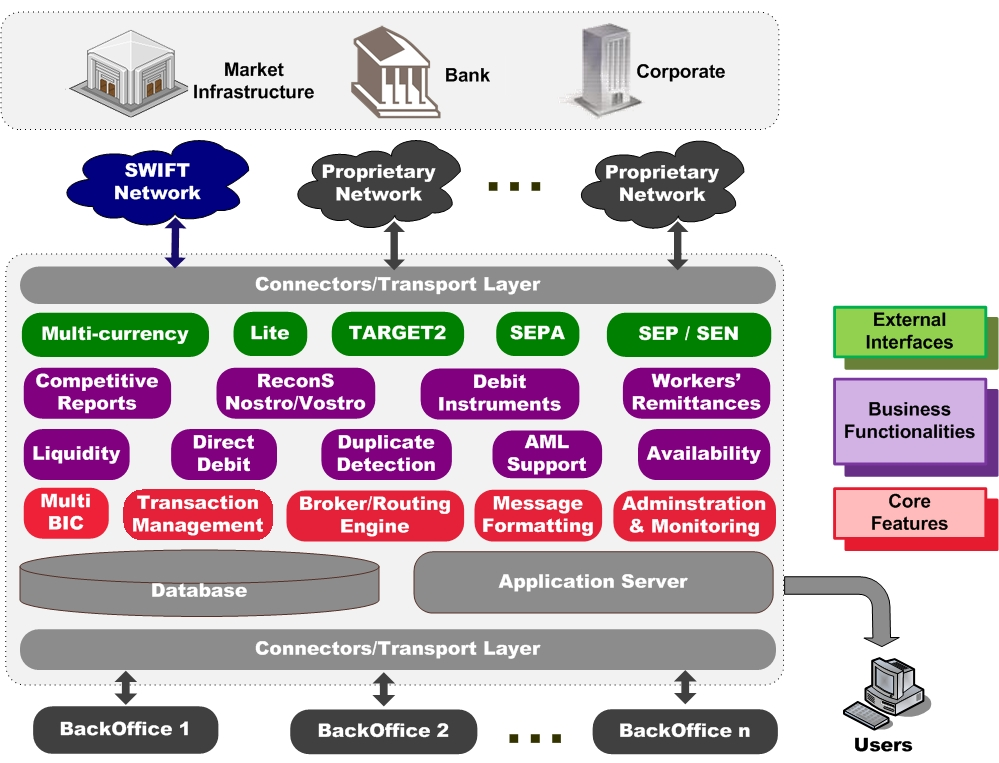 Market
Infrastructure
Bank
Corporate
SWIFT
Network
Proprietary
Network
Proprietary
Network
Connectors/Transport Layer
Multi-currency
Lite
TARGET2
SEPA
SEP / SEN
External
Interfaces
Competitive
Reports
ReconS
Nostro/Vostro
Debit
Instruments
Workers’
Remittances
Business
Functionalities
Liquidity
Direct
Debit
Duplicate
Detection
AML
Support
Availability
Multi
BIC
Transaction
Management
Broker/Routing
Engine
Message
Formatting
Adminstration
& Monitoring
Core
Features
Database
Application Server
Connectors/Transport Layer
BackOffice 1
BackOffice 2
BackOffice n
Users